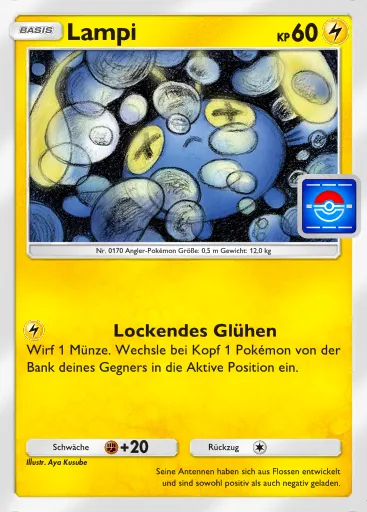 BASIS
Lampi
KP 60
Nr. 0170 Angler-Pokémon Größe: 0,5 m Gewicht: 12,0 kg
Lockendes Glühen
Wirf 1 Münze. Wechsle bei Kopf 1 Pokémon von der
Bank deines Gegners in die Aktive Position ein.
Schwäche +20
Rückzug
Illustr. Aya Kusube
Seine Antennen haben sich aus Flossen entwickelt
und sind sowohl positiv als auch negativ geladen.